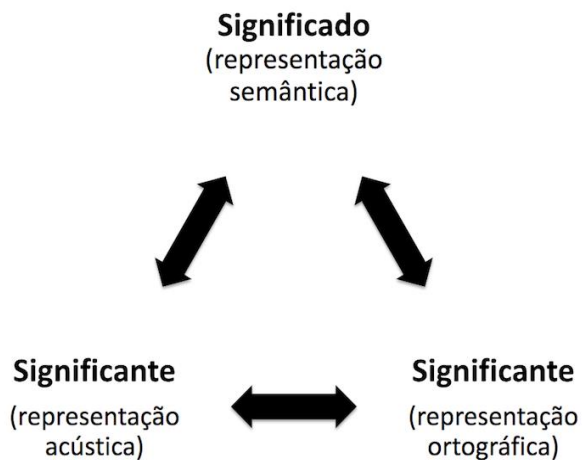 Significado
(representação
semântica)
Significante
(representação
acústica)
Significante
(representação
ortográfica)